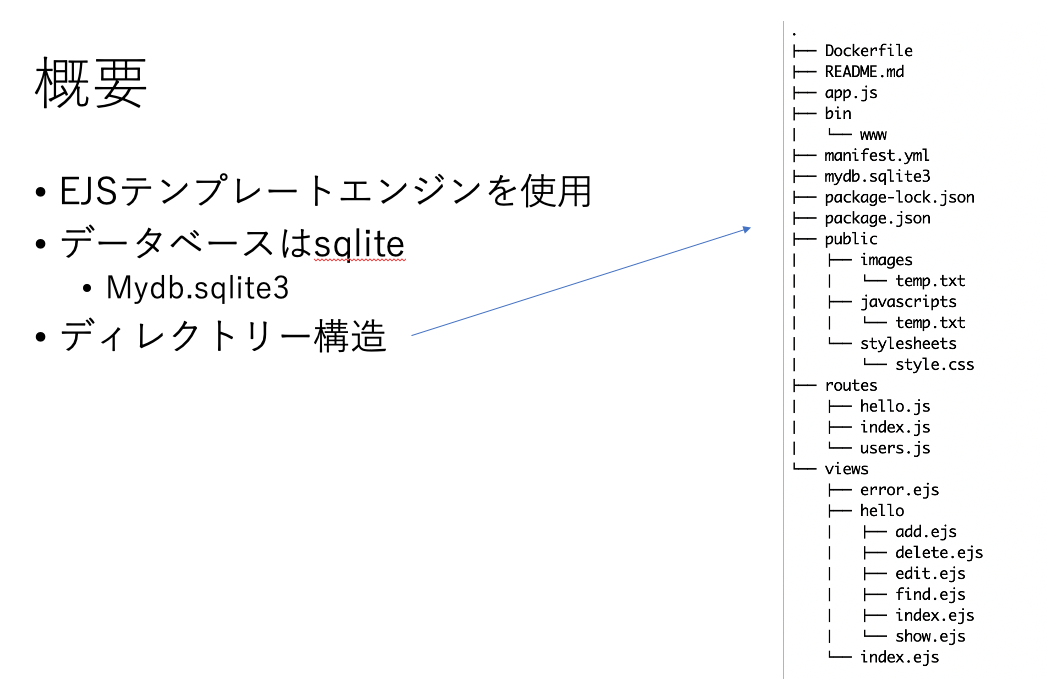 概要
• EJSテンプレートエンジンを使用
• データベースはsqlite
• Mydb.sqlite3
• ディレクトリー構造
.
├── Dockerfile
├── README.md
├── app.js
├── bin
│   └── www
├── manifest.yml
├── mydb.sqlite3
├── package-lock.json
├── package.json
├── public
│   ├── images
│   │   └── temp.txt
│   ├── javascripts
│   │   └── temp.txt
│   └── stylesheets
│       └── style.css
├── routes
│   ├── hello.js
│   ├── index.js
│   └── users.js
└── views
    ├── error.ejs
    ├── hello
    │   ├── add.ejs
    │   ├── delete.ejs
    │   ├── edit.ejs
    │   ├── find.ejs
    │   ├── index.ejs
    │   └── show.ejs
    └── index.ejs